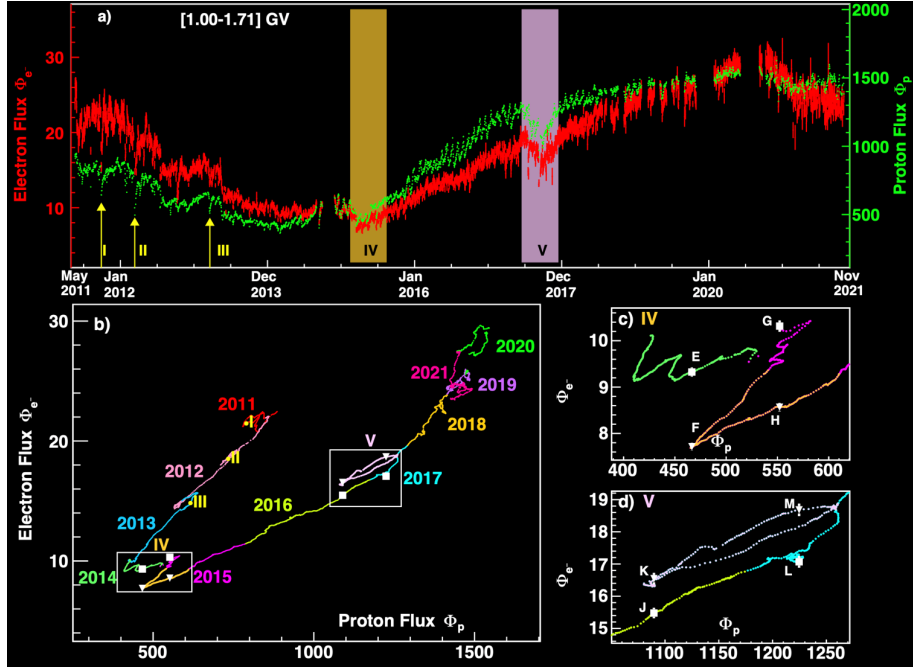 a)
[1.00-1.71] GV
Electron Flux Φe-
Proton Flux Φp
30
20
10
2000
1500
1000
500
I
II
III
IV
V
May 2011
Jan 2012
Dec 2013
Jan 2016
Dec 2017
Jan 2020
Nov 2021
b)
Electron Flux Φe-
30
20
10
2020
2021
2019
2018
2011
I
II
2012
V
2017
III
2013
2016
IV
2014
2015
Proton Flux Φp
500
1000
1500
c)
IV
G
E
F
H
Φe-
Φp
10
9
8
400
450
500
550
600
d)
V
M
K
L
J
Φe-
Φp
19
18
17
16
15
1100
1150
1200
1250